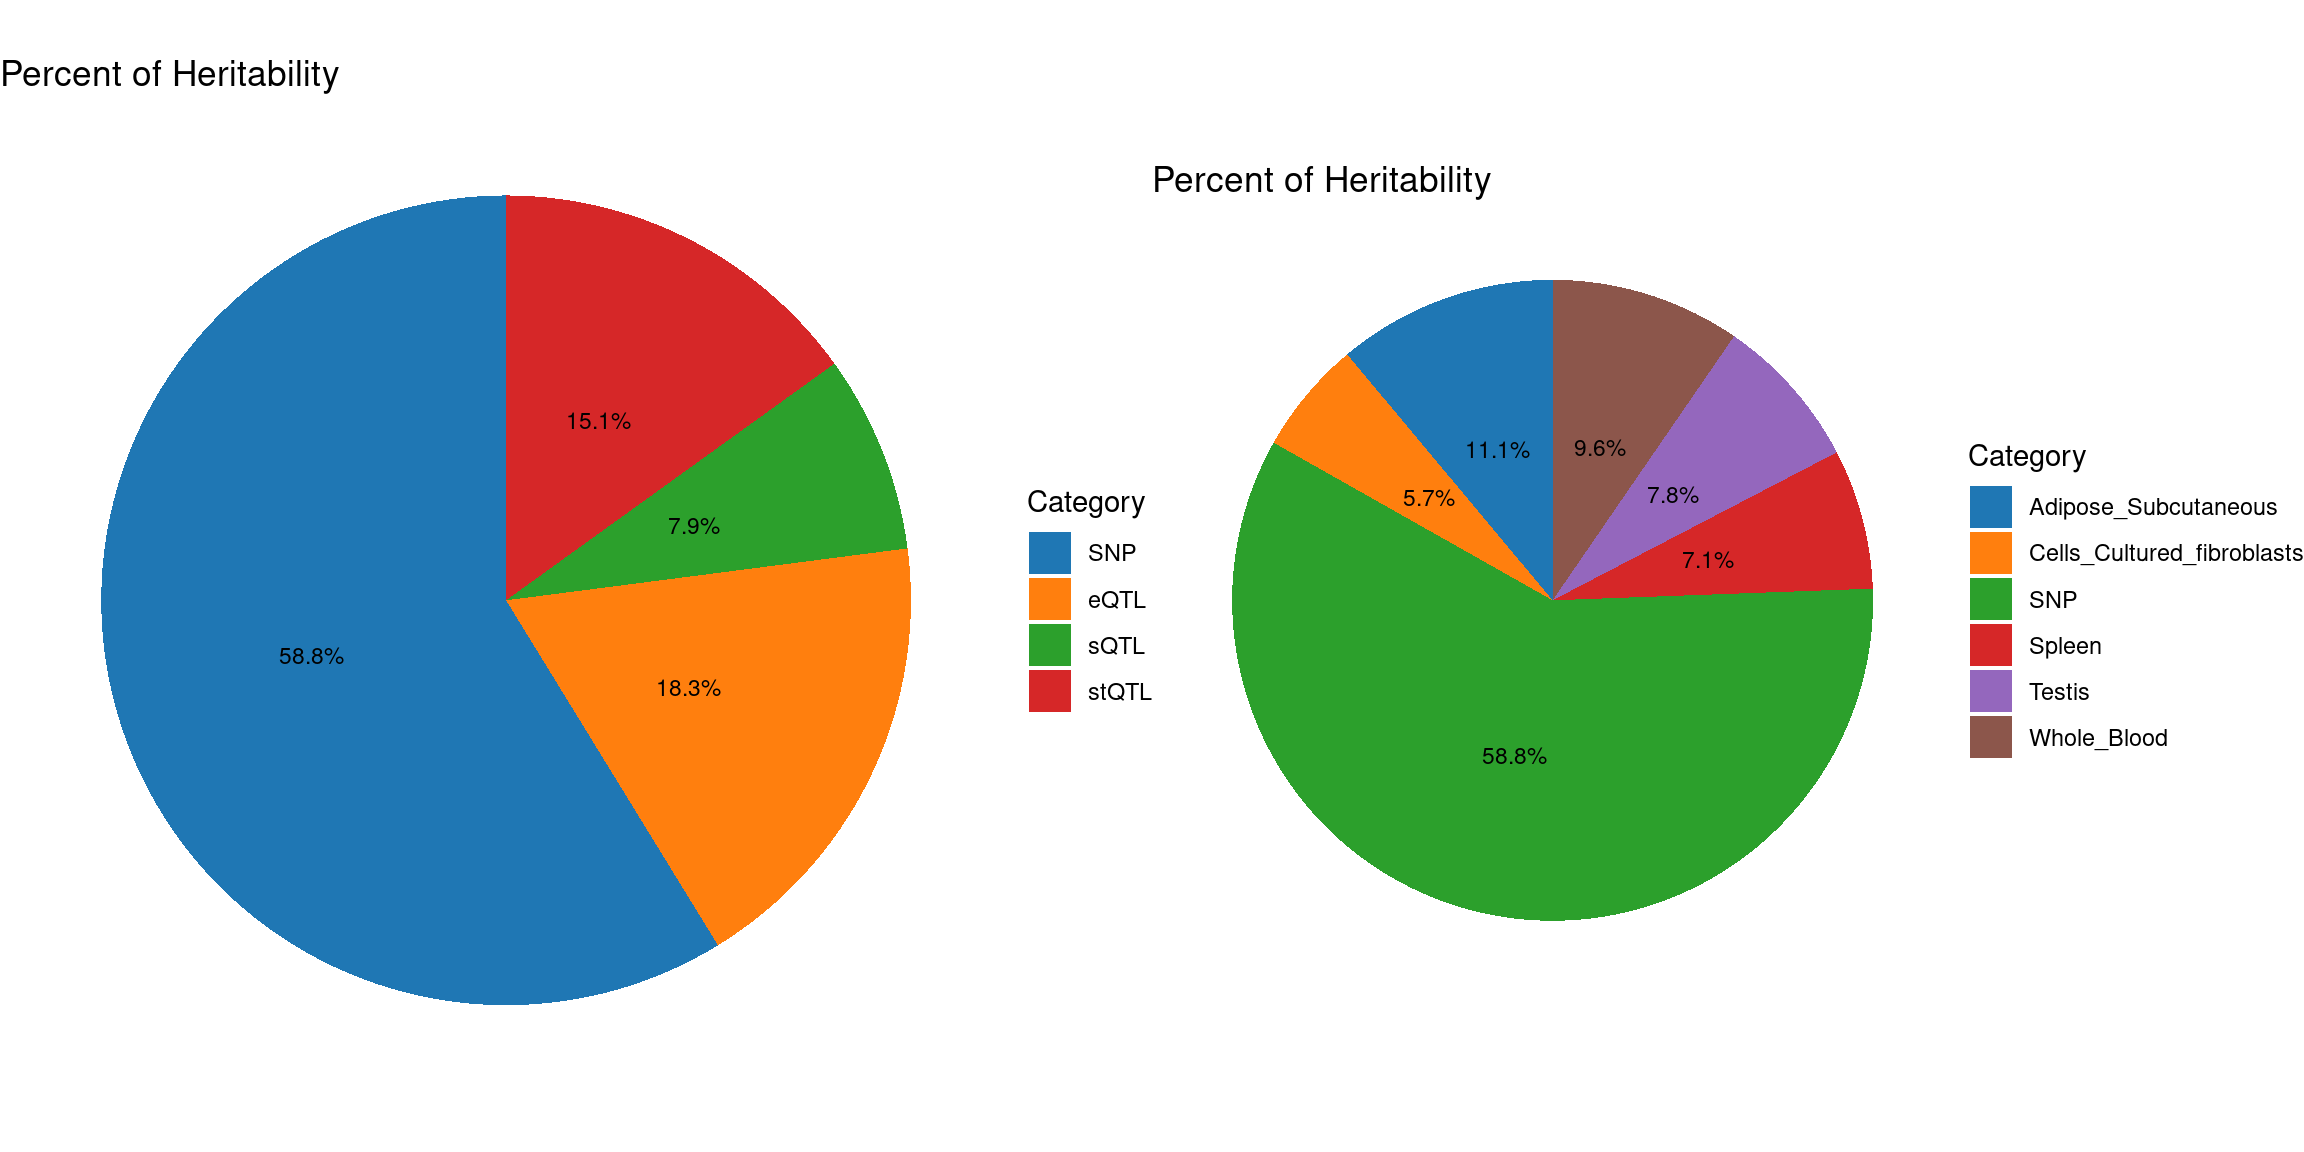 Percent of Heritability
15.1%
7.9%
58.8%
18.3%
Category
SNP
eQTL
sQTL
stQTL
Percent of Heritability
11.1%
9.6%
5.7%
7.8%
7.1%
58.8%
Category
Adipose_Subcutaneous
Cells_Cultured_fibroblasts
SNP
Spleen
Testis
Whole_Blood